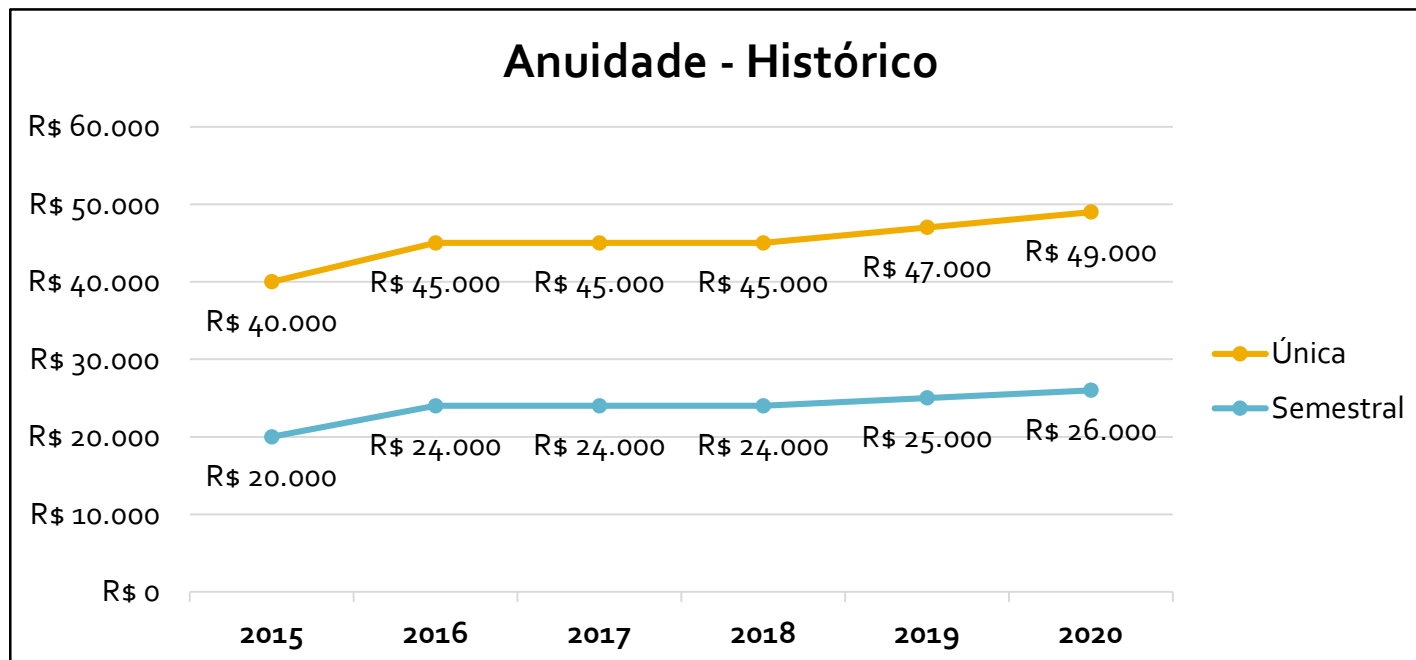 Anuidade - Histórico
R$ 60.000
R$ 50.000
R$ 40.000
R$ 30.000
R$ 20.000
R$ 10.000
R$ 0
R$ 40.000
R$ 45.000
R$ 45.000
R$ 45.000
R$ 47.000
R$ 49.000
R$ 20.000
R$ 24.000
R$ 24.000
R$ 24.000
R$ 25.000
R$ 26.000
2015
2016
2017
2018
2019
2020
Única
Semestral